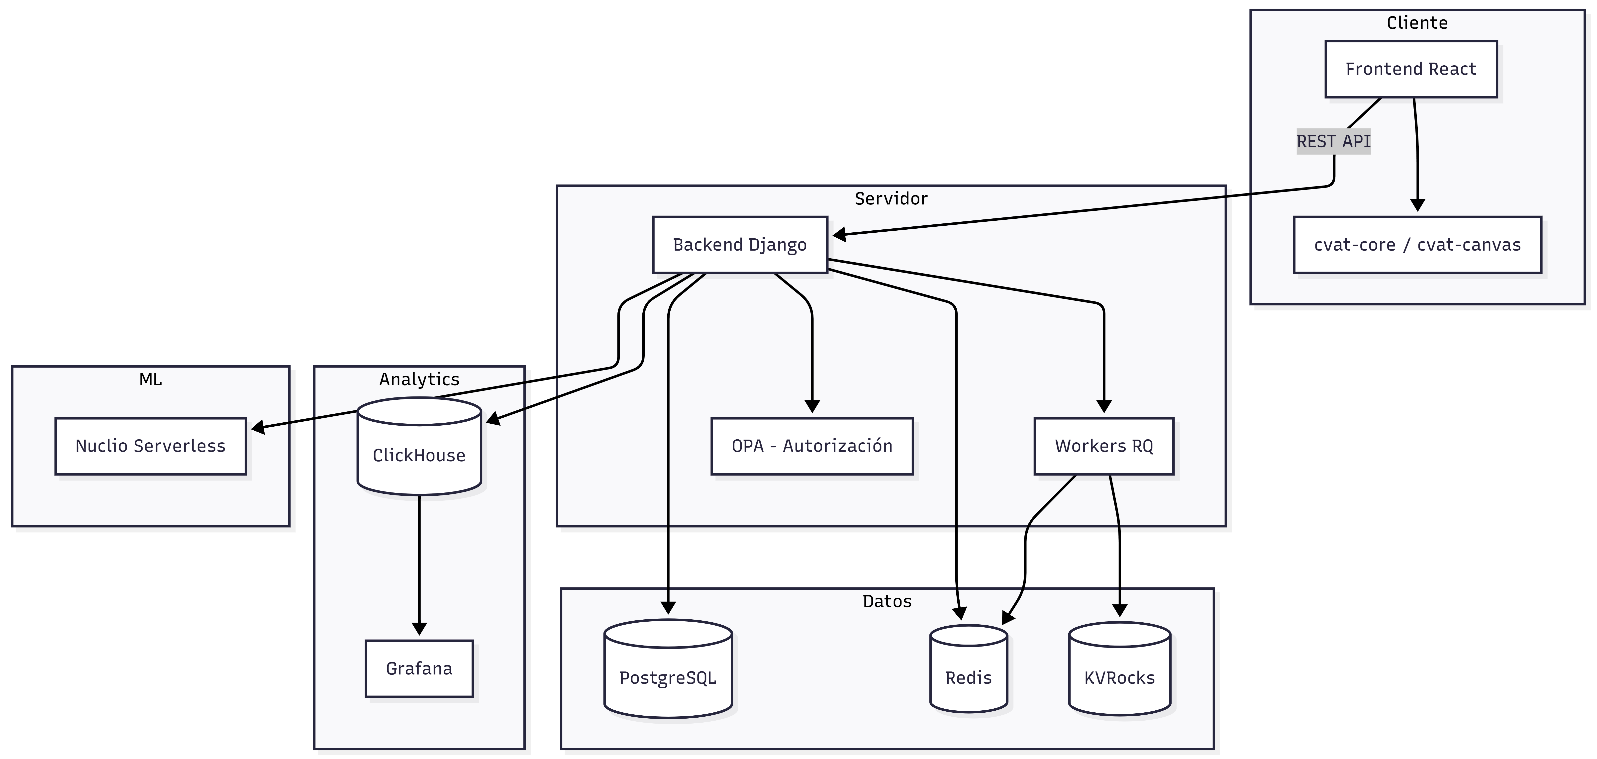 Cliente
Frontend React
REST API
cvat-core / cvat-canvas
Servidor
Backend Django
OPA - Autorización
Workers RQ
ML
Nuclio Serverless
Analytics
ClickHouse
Grafana
Datos
PostgreSQL
Redis
KVRocks